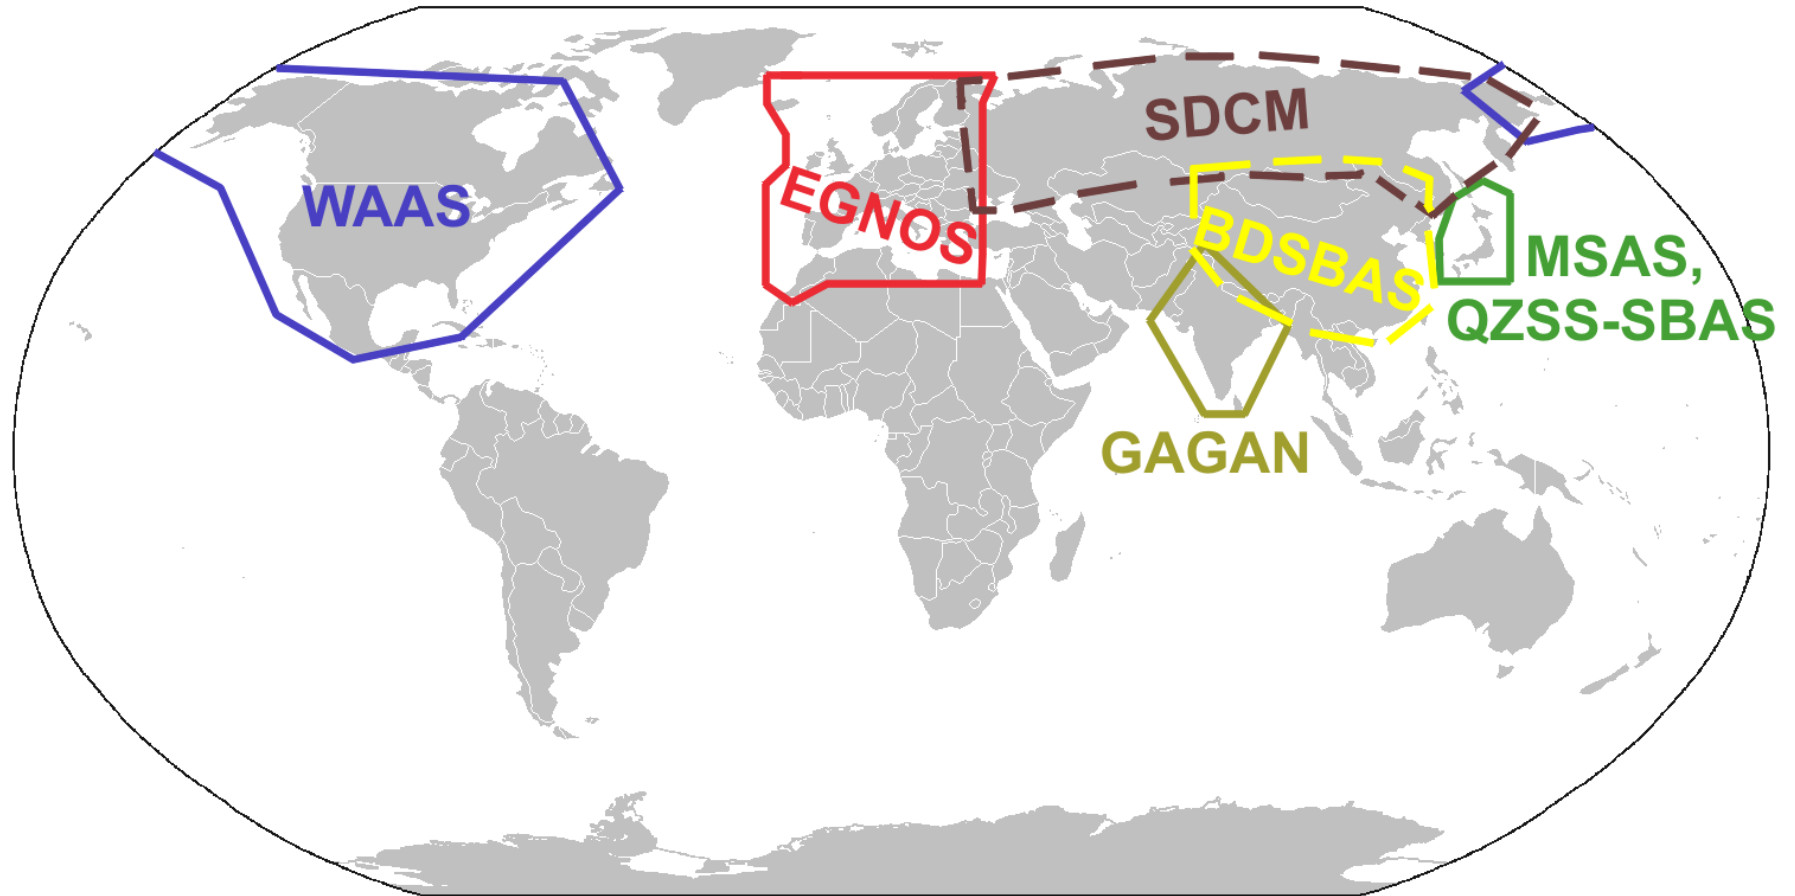 SDCM
WAAS
EGNOS
BDSBAS
MSAS,
QZSS-SBAS
GAGAN